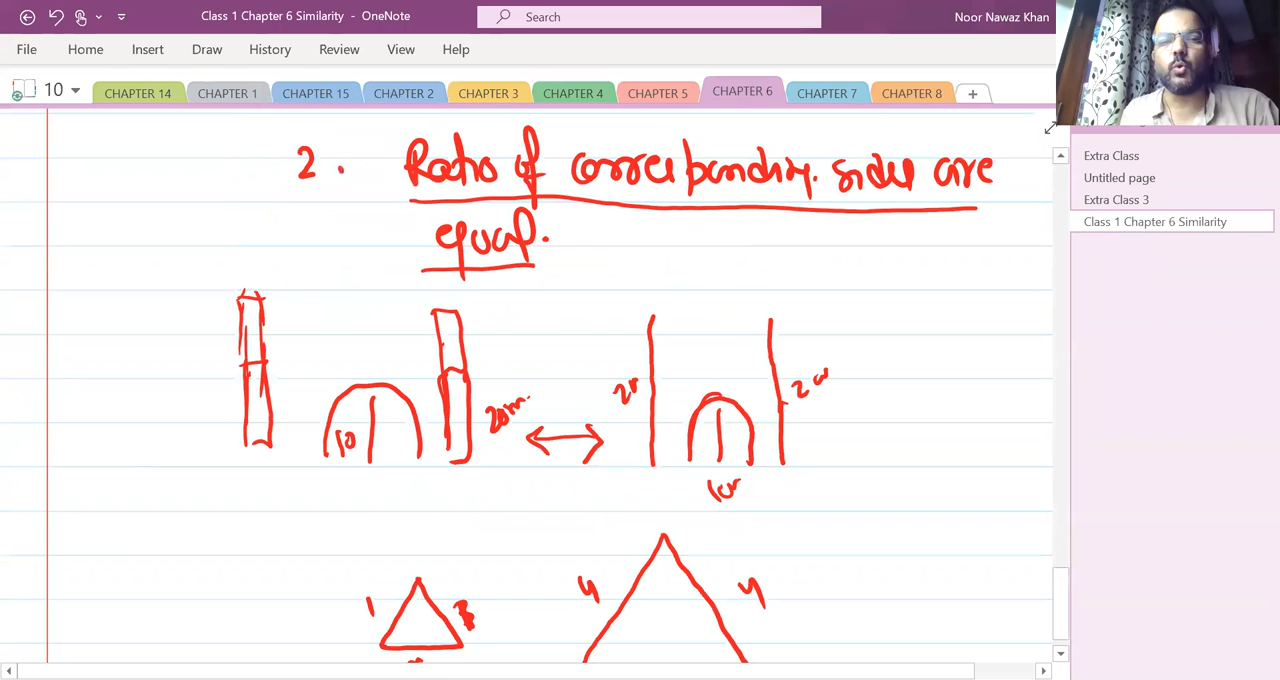 Class 1 Chapter 6 Similarity - OneNote
Search
Noor Nawaz Khan
File Home Insert Draw History Review View Help
10 CHAPTER 14 CHAPTER 1 CHAPTER 15 CHAPTER 2 CHAPTER 3 CHAPTER 4 CHAPTER 5 CHAPTER 6 CHAPTER 7 CHAPTER 8 +
Extra Class
Untitled page
Extra Class 3
Class 1 Chapter 6 Similarity
2. Ratio of corresponding sides are
equal.
10
20m.
1
4
4